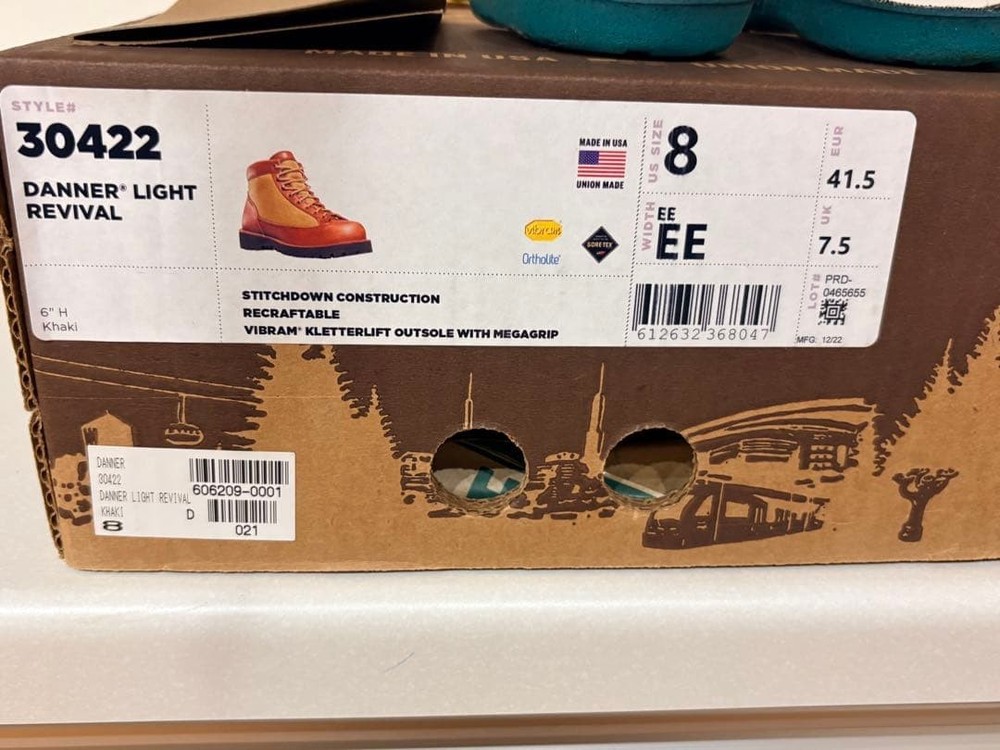 MADE IN USA UNION MADE
STYLE#
30422
DANNER® LIGHT
REVIVAL
6" H
Khaki
MADE IN USA
UNION MADE
vibram
Ortholite®
GORE-TEX
STITCHDOWN CONSTRUCTION
RECRAFTABLE
VIBRAM® KLETTERLIFT OUTSOLE WITH MEGAGRIP
US SIZE
8
EUR
41.5
WIDTH
EE
EE
UK
7.5
612632 368047
LOT#
PRD-
0465655
MFG: 12/22
DANNER
30422
DANNER LIGHT REVIVAL
KHAKI D
8
606209-0001
021